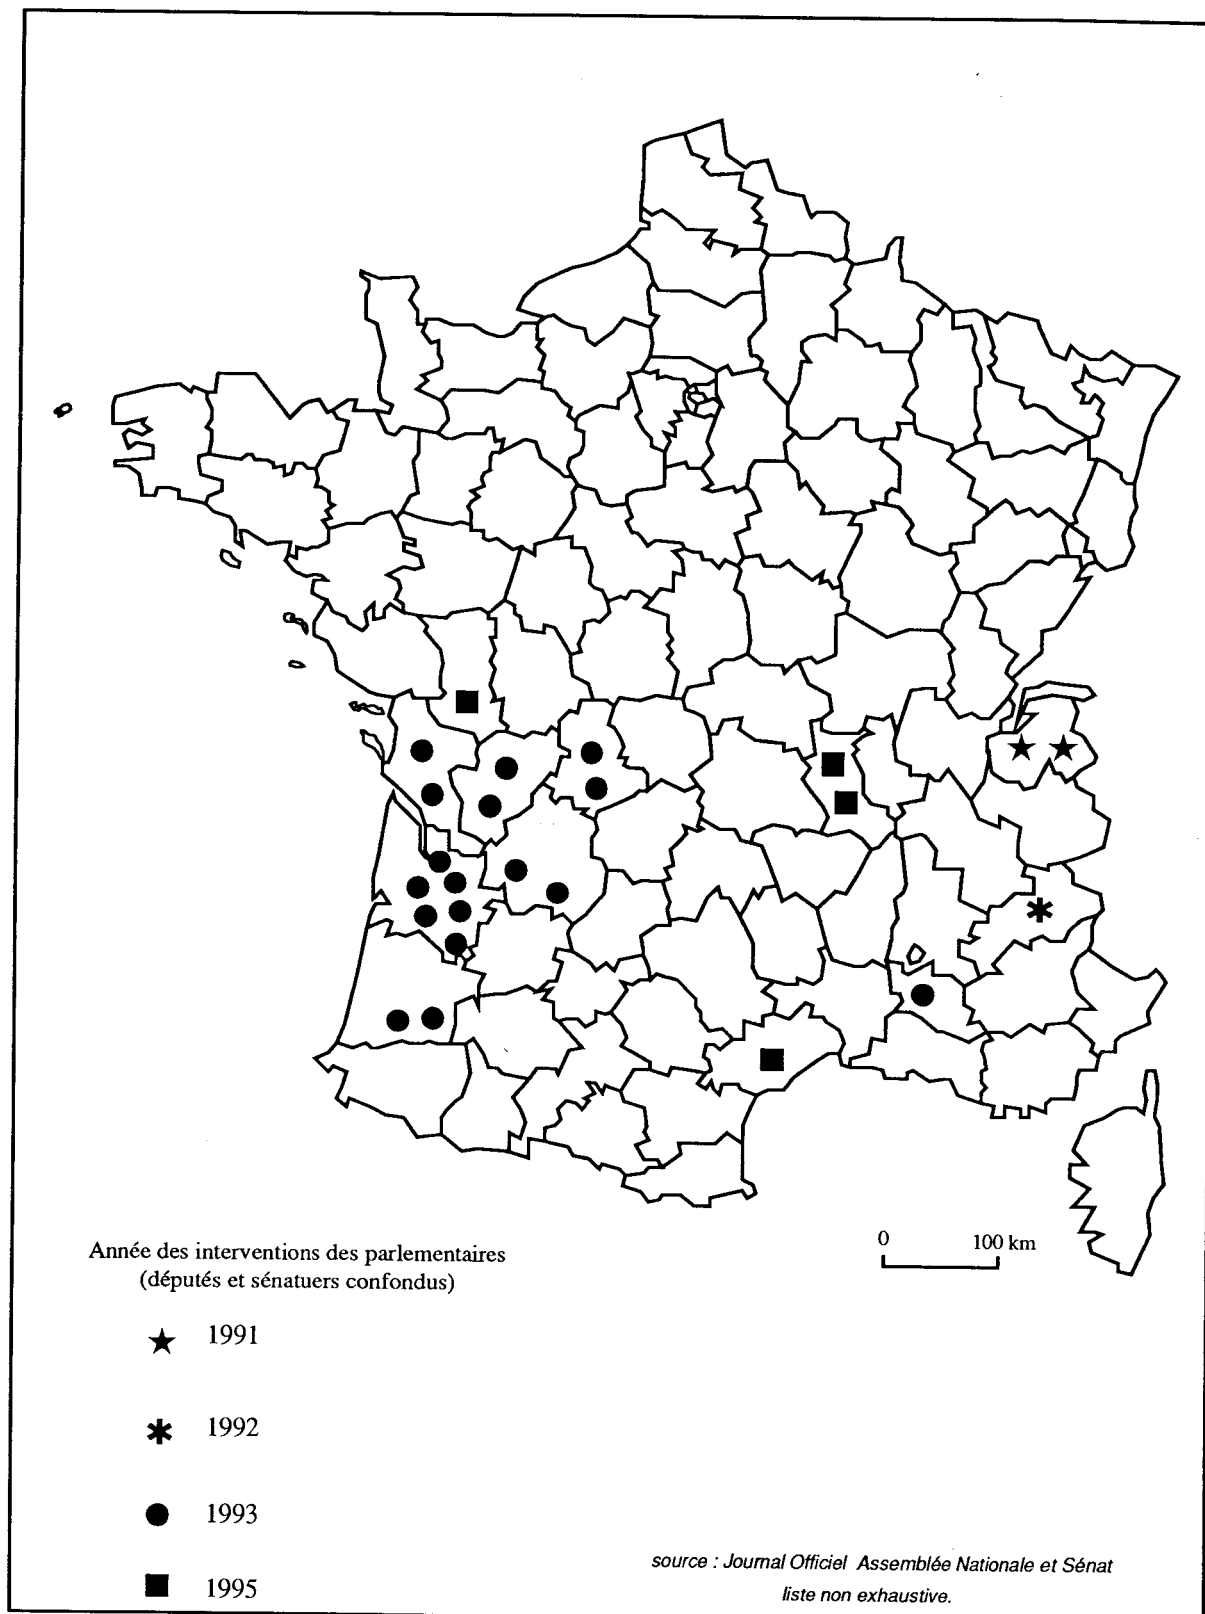 0 100 km
Année des interventions des parlementaires
(députés et sénatuers confondus)
1991
1992
1993
1995
source : Journal Officiel Assemblée Nationale et Sénat
liste non exhaustive.